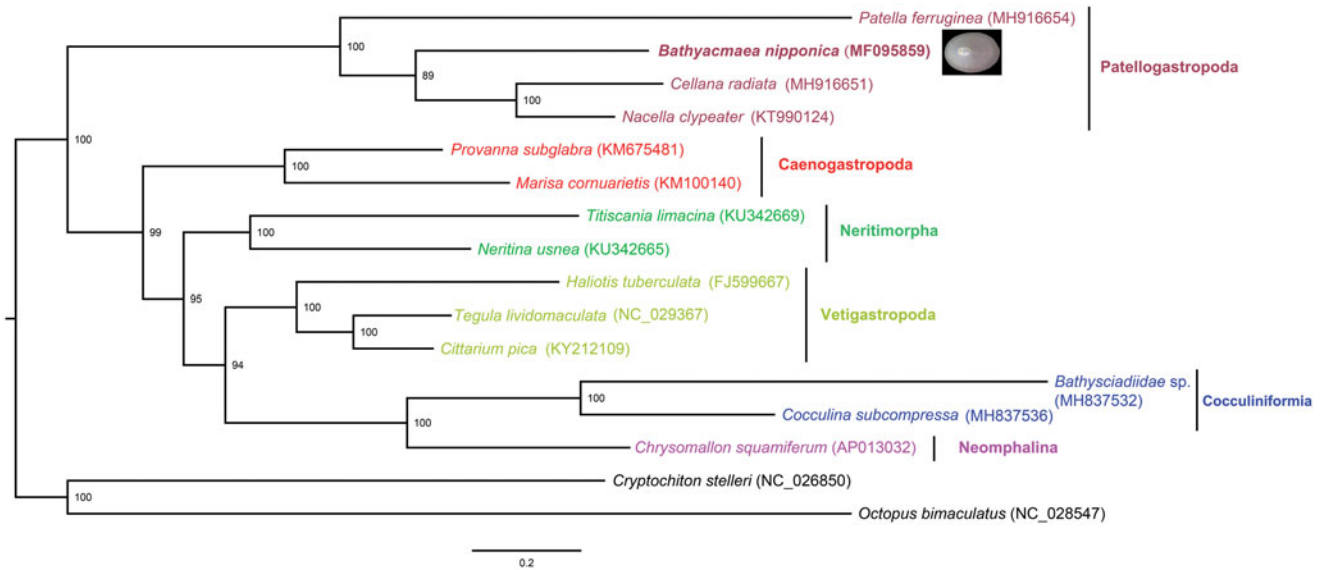 Patella ferruginea (MH916654)
100
Bathyacmaea nipponica (MF095859)
Patellogastropoda
89
Cellana radiata (MH916651)
100
Nacella clypeater (KT990124)
100
Provanna subglabra (KM675481)
100
Caenogastropoda
Marisa cornuarietis (KM100140)
99
Titiscania limacina (KU342669)
100
Neritimorpha
Neritina usnea (KU342665)
95
Haliotis tuberculata (FJ599667)
100
Tegula lividomaculata (NC_029367)
Vetigastropoda
100
Cittarium pica (KY212109)
94
Bathysciadiidae sp.
(MH837532)
100
Cocculiniformia
Cocculina subcompressa (MH837536)
100
Chrysomallon squamiferum (AP013032)
Neomphalina
Cryptochiton stelleri (NC_026850)
100
Octopus bimaculatus (NC_028547)
0.2